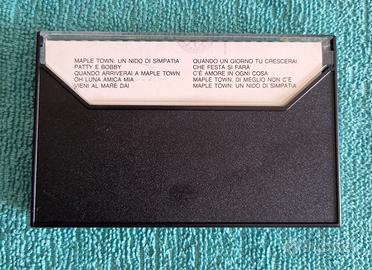 MAPLE TOWN: UN NIDO DI SIMPATIA
PATTY E BOBBY
QUANDO ARRIVERAI A MAPLE TOWN
OH LUNA AMICA MIA
VIENI AL MARE DAI
QUANDO UN GIORNO TU CRESCERAI
CHE FESTA SI FARÀ
C'È AMORE IN OGNI COSA
MAPLE TOWN, DI MEGLIO NON C'È
MAPLE TOWN: UN NIDO DI SIMPATIA